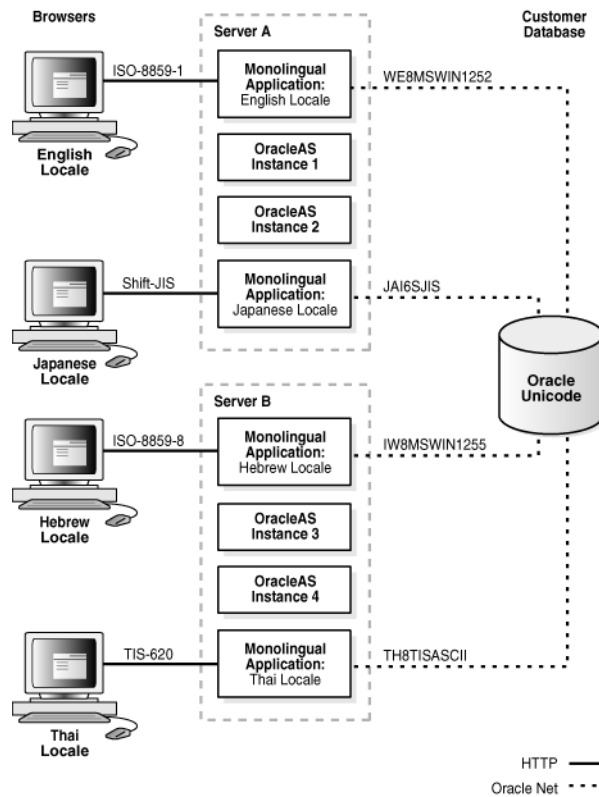 Browsers
Customer
Database
Server A
ISO-8859-1
Monolingual
Application:
English Locale
WE8MSWIN1252
English
Locale
OracleAS
Instance 1
OracleAS
Instance 2
Shift-JIS
Monolingual
Application:
Japanese Locale
JAI6SJIS
Japanese
Locale
Oracle
Unicode
Server B
ISO-8859-8
Monolingual
Application:
Hebrew Locale
IW8MSWIN1255
Hebrew
Locale
OracleAS
Instance 3
OracleAS
Instance 4
TIS-620
Monolingual
Application:
Thai Locale
TH8TISASCII
Thai
Locale
HTTP
Oracle Net